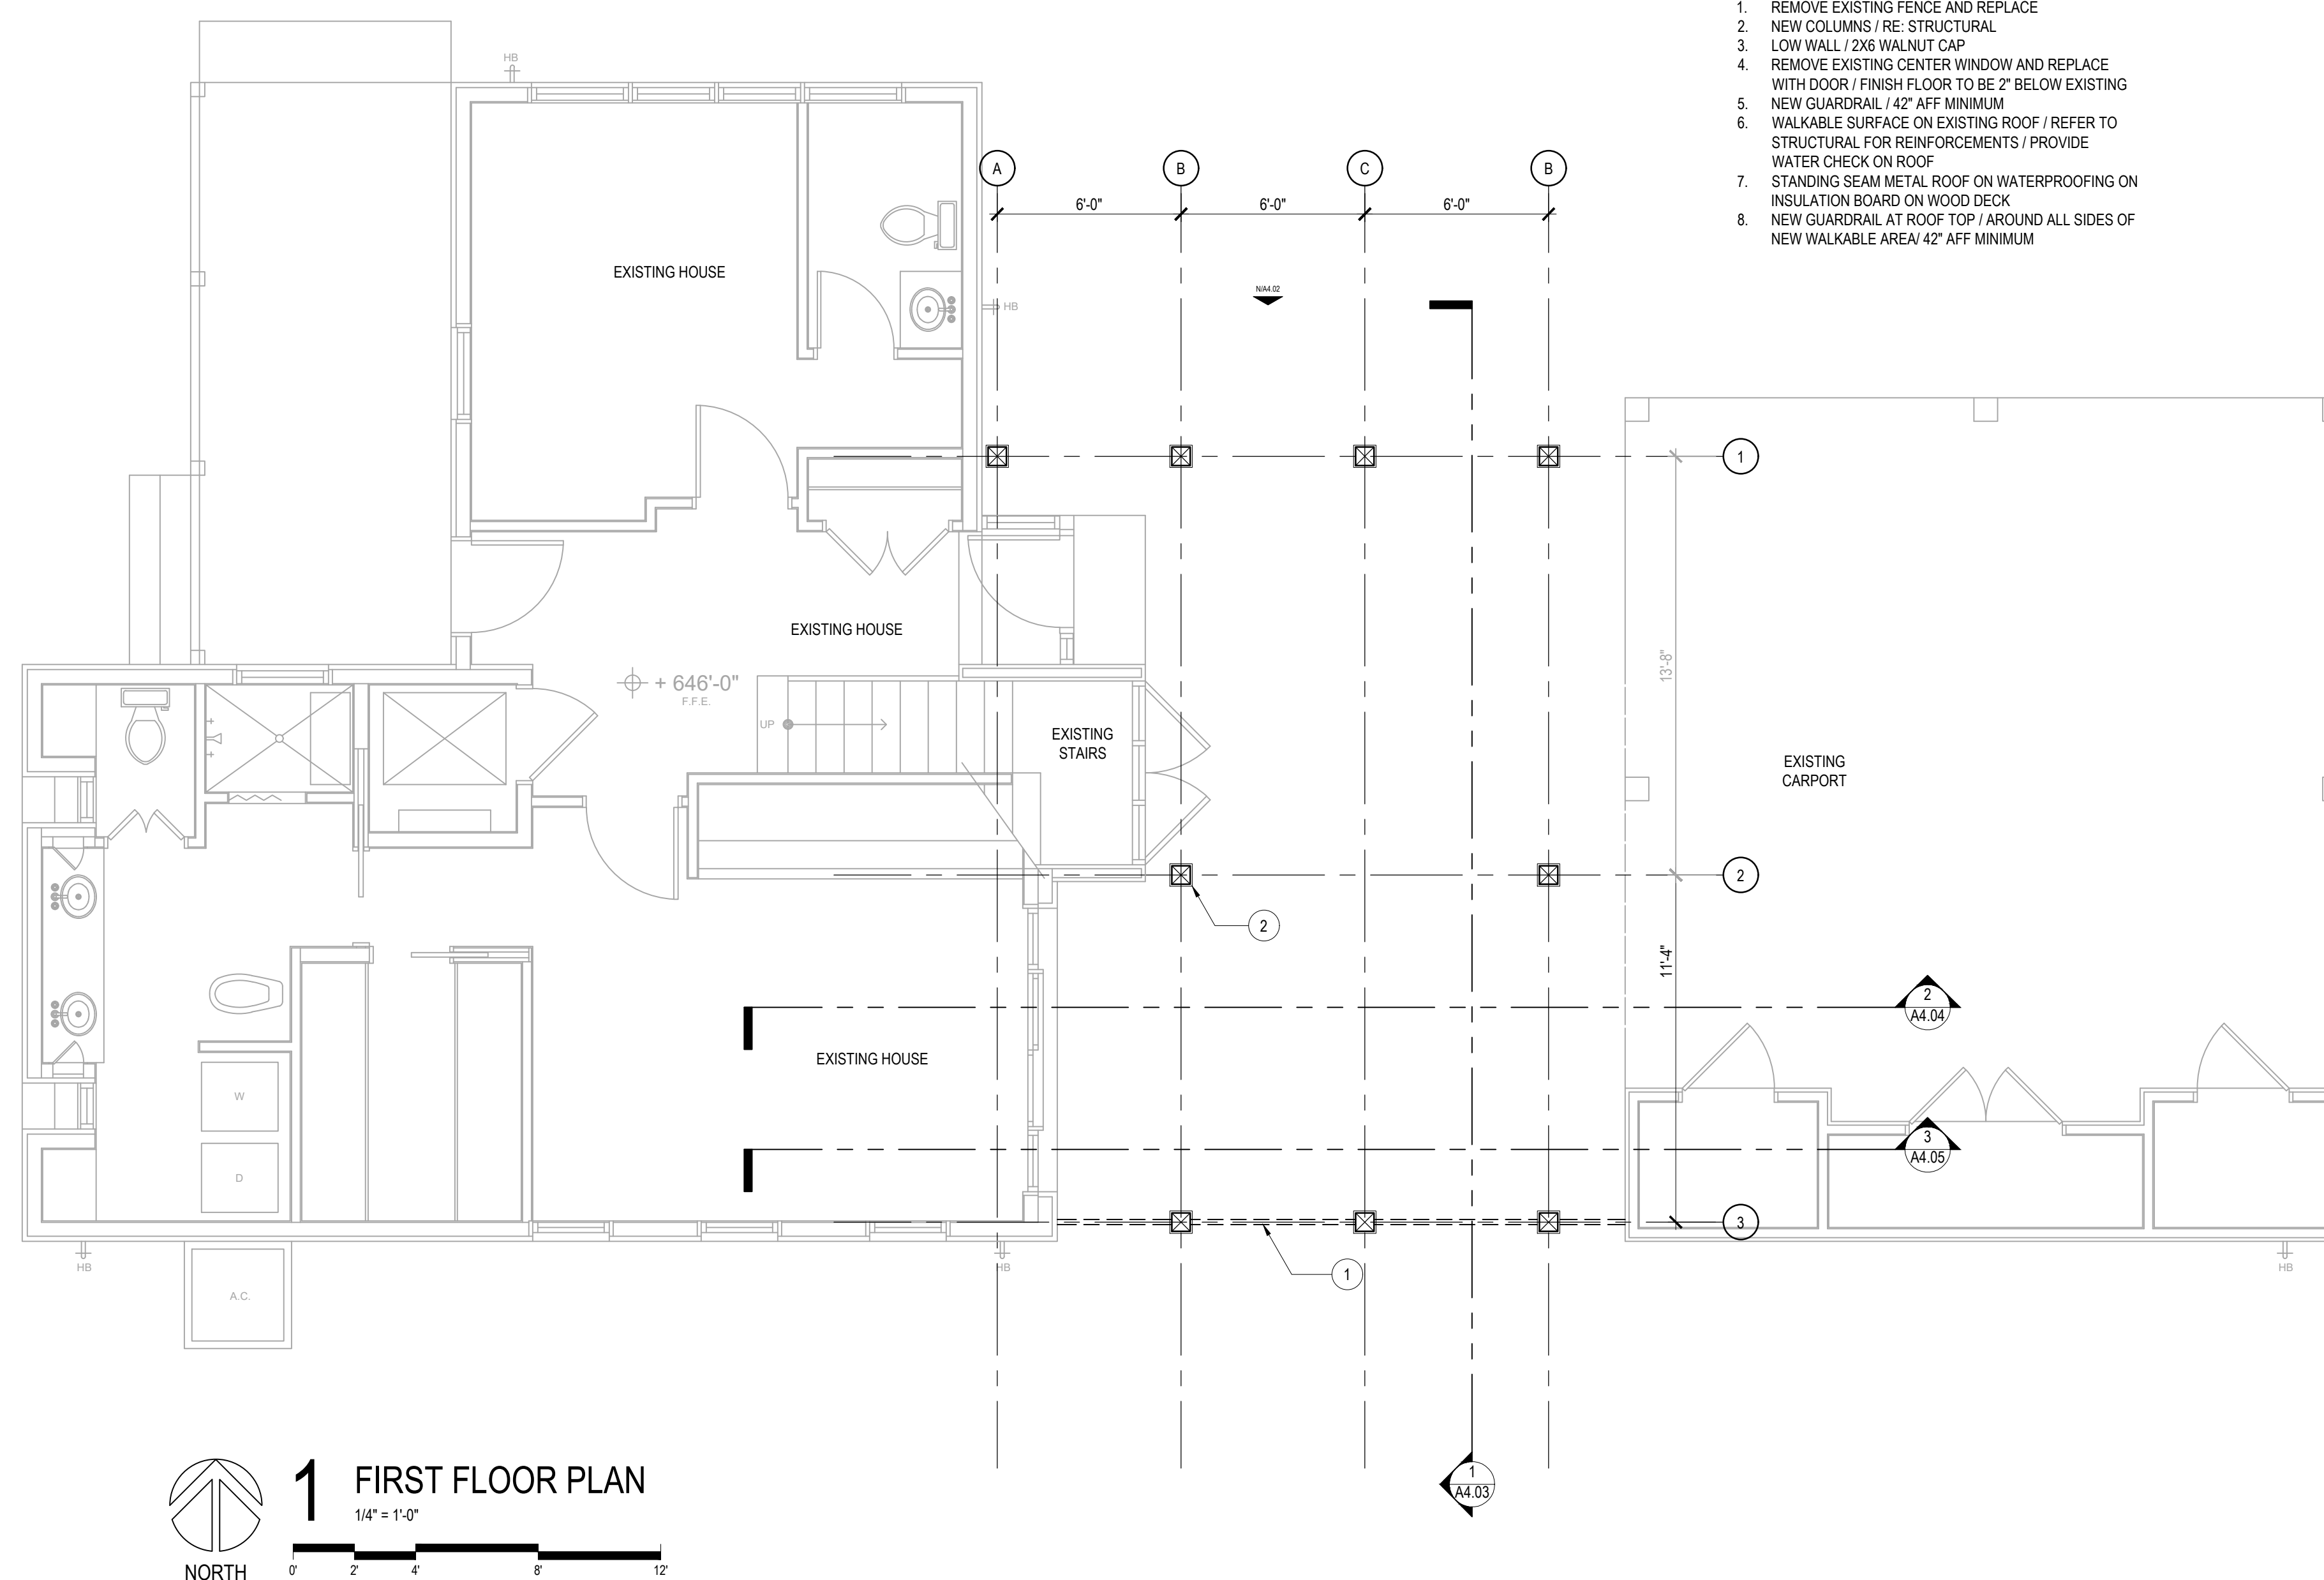 1. REMOVE EXISTING FENCE AND REPLACE
2. NEW COLUMNS / RE: STRUCTURAL
3. LOW WALL / 2X6 WALNUT CAP
4. REMOVE EXISTING CENTER WINDOW AND REPLACE
WITH DOOR / FINISH FLOOR TO BE 2" BELOW EXISTING
5. NEW GUARDRAIL / 42" AFF MINIMUM
6. WALKABLE SURFACE ON EXISTING ROOF / REFER TO
STRUCTURAL FOR REINFORCEMENTS / PROVIDE
WATER CHECK ON ROOF
7. STANDING SEAM METAL ROOF ON WATERPROOFING ON
INSULATION BOARD ON WOOD DECK
8. NEW GUARDRAIL AT ROOF TOP / AROUND ALL SIDES OF
NEW WALKABLE AREA/ 42" AFF MINIMUM
HB
A
B
C
B
6'-0"
6'-0"
6'-0"
EXISTING HOUSE
N/A4.02
HB
1
EXISTING HOUSE
13'-8"
+ 646'-0"
F.F.E.
UP
EXISTING
STAIRS
EXISTING
CARPORT
2
2
11'-4"
2
A4.04
EXISTING HOUSE
W
3
A4.05
D
3
HB
HB
HB
1
A.C.
1
A4.03
1
FIRST FLOOR PLAN
1/4" = 1'-0"
NORTH
0'
2'
4'
8'
12'